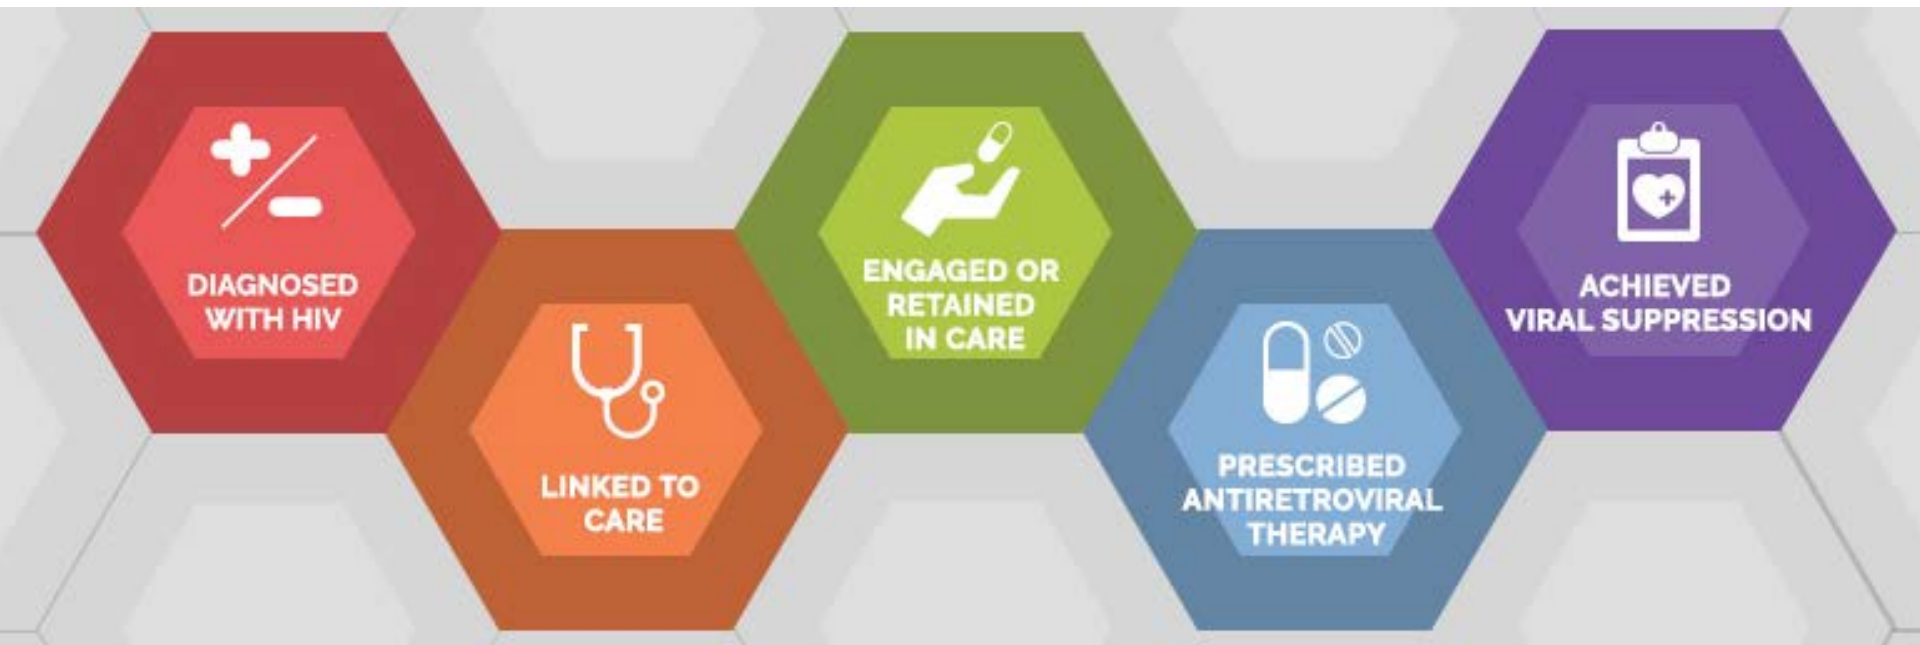 DIAGNOSED
WITH HIV
LINKED TO
CARE
ENGAGED OR
RETAINED
IN CARE
PRESCRIBED
ANTIRETROVIRAL
THERAPY
ACHIEVED
VIRAL SUPPRESSION